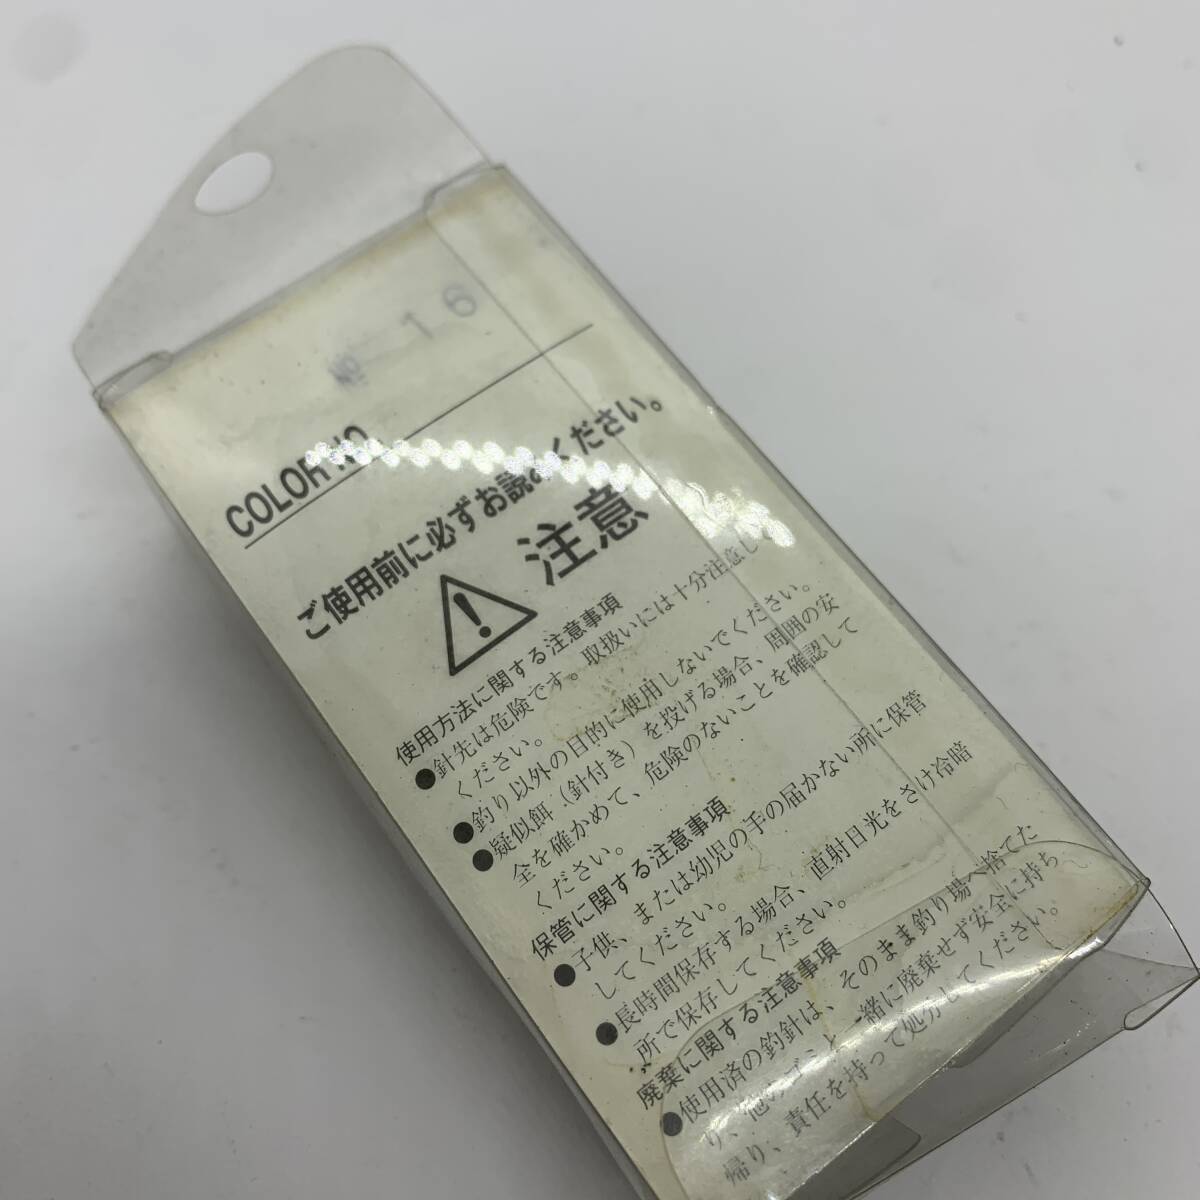 No. 16
COLOR NO.
ご使用前に必ずお読みください。
注意
使用方法に関する注意事項
●針先は危険です。取扱いには十分注意し
ください。
●釣り以外の目的に使用しないでください。
●疑似餌（針付き）を投げる場合、周囲の安
全を確かめて、危険のないことを確認して
ください。
保管に関する注意事項
●子供、または幼児の手の届かない所に保管
してください。
●長時間保存する場合、直射日光をさけ冷暗
所で保存してください。
廃棄に関する注意事項
●使用済の釣針は、そのまま釣り場へ捨てた
り、他のゴミと一緒に廃棄せず安全に持ち
帰り、責任を持って処分してください。